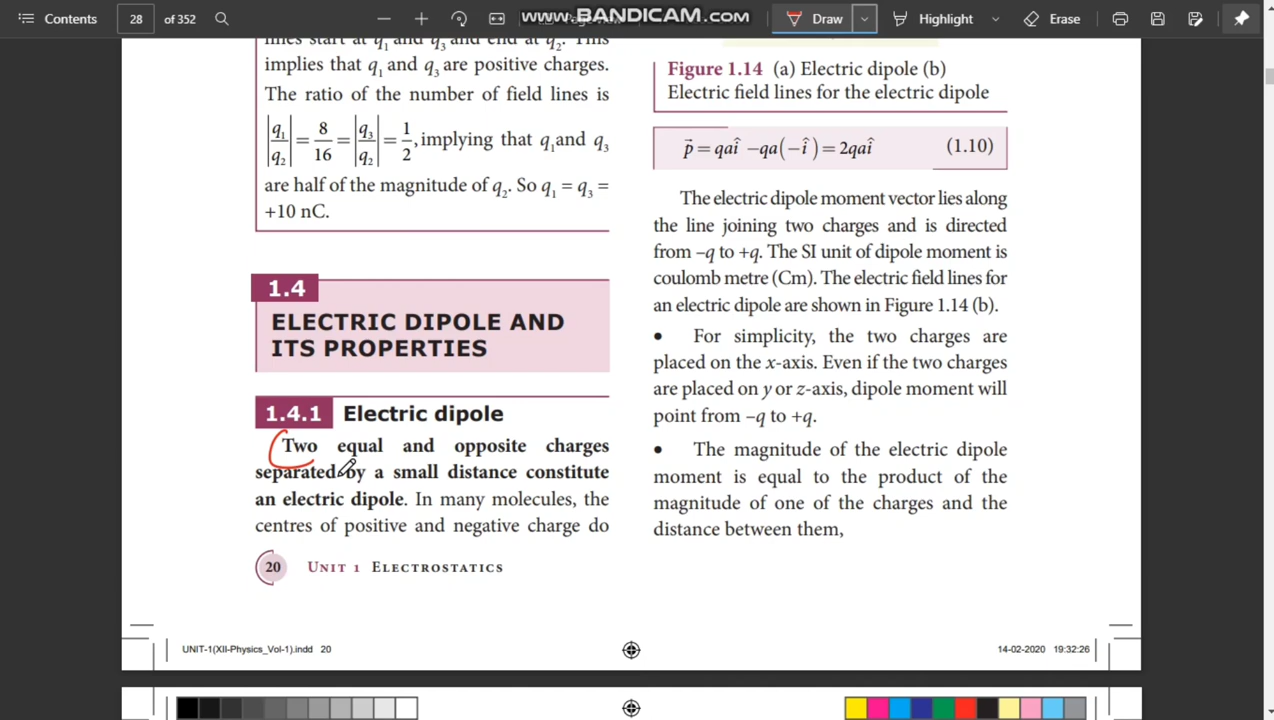 Contents
28
of 352
WWW.BANDICAM.COM
Draw
Highlight
Erase
lines start at q₁ and q₃ and end at q₂. This
implies that q₁ and q₃ are positive charges.
The ratio of the number of field lines is
|q₁/q₂| = 8/16 = |q₃/q₂| = 1/2, implying that q₁and q₃
are half of the magnitude of q₂. So q₁ = q₃ =
+10 nC.
1.4
ELECTRIC DIPOLE AND
ITS PROPERTIES
1.4.1 Electric dipole
Two equal and opposite charges
separated by a small distance constitute
an electric dipole. In many molecules, the
centres of positive and negative charge do
20 UNIT 1 ELECTROSTATICS
Figure 1.14 (a) Electric dipole (b)
Electric field lines for the electric dipole
p⃗ = qaî −qa(−î) = 2qaî (1.10)
The electric dipole moment vector lies along
the line joining two charges and is directed
from –q to +q. The SI unit of dipole moment is
coulomb metre (Cm). The electric field lines for
an electric dipole are shown in Figure 1.14 (b).
• For simplicity, the two charges are
placed on the x-axis. Even if the two charges
are placed on y or z-axis, dipole moment will
point from –q to +q.
• The magnitude of the electric dipole
moment is equal to the product of the
magnitude of one of the charges and the
distance between them,
UNIT-1(XII-Physics_Vol-1).indd 20
14-02-2020 19:32:26